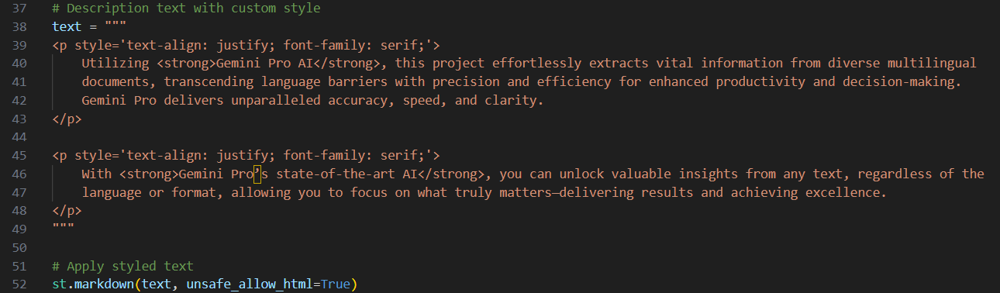 37 # Description text with custom style
38 text = """
39 <p style='text-align: justify; font-family: serif;'>
40 Utilizing <strong>Gemini Pro AI</strong>, this project effortlessly extracts vital information from diverse multilingual
41 documents, transcending language barriers with precision and efficiency for enhanced productivity and decision-making.
42 Gemini Pro delivers unparalleled accuracy, speed, and clarity.
43 </p>
44
45 <p style='text-align: justify; font-family: serif;'>
46 With <strong>Gemini Pro’s state-of-the-art AI</strong>, you can unlock valuable insights from any text, regardless of the
47 language or format, allowing you to focus on what truly matters—delivering results and achieving excellence.
48 </p>
49 """
50
51 # Apply styled text
52 st.markdown(text, unsafe_allow_html=True)